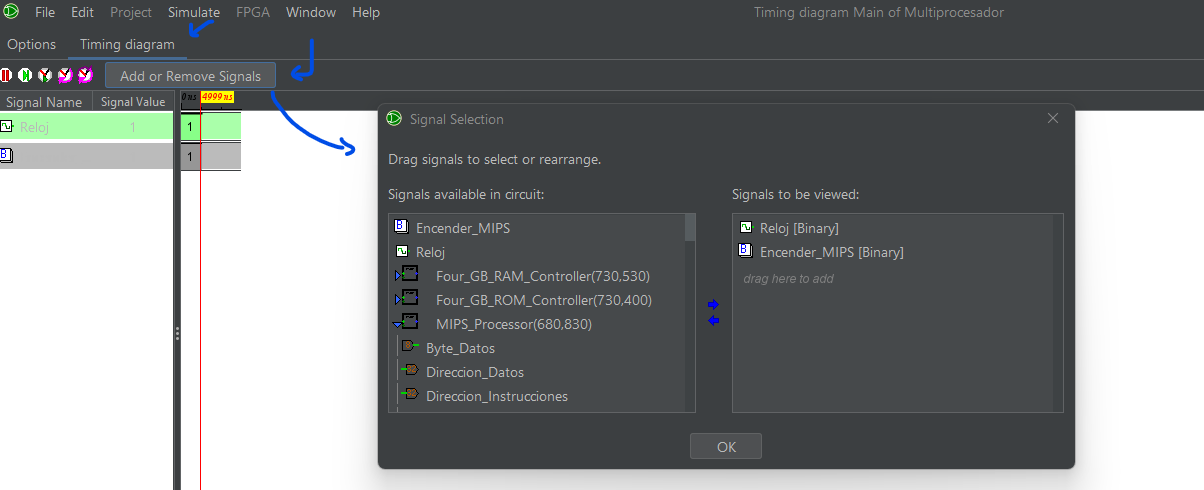 File Edit Project Simulate FPGA Window Help
Timing diagram Main of Multiprocesador
Options Timing diagram
Add or Remove Signals
Signal Name Signal Value 0 ns 4999 ns
Reloj 1 1
1
Signal Selection
Drag signals to select or rearrange.
Signals available in circuit:
Encender_MIPS
Reloj
Four_GB_RAM_Controller(730,530)
Four_GB_ROM_Controller(730,400)
MIPS_Processor(680,830)
Byte_Datos
Direccion_Datos
Direccion_Instrucciones
Signals to be viewed:
Reloj [Binary]
Encender_MIPS [Binary]
drag here to add
OK